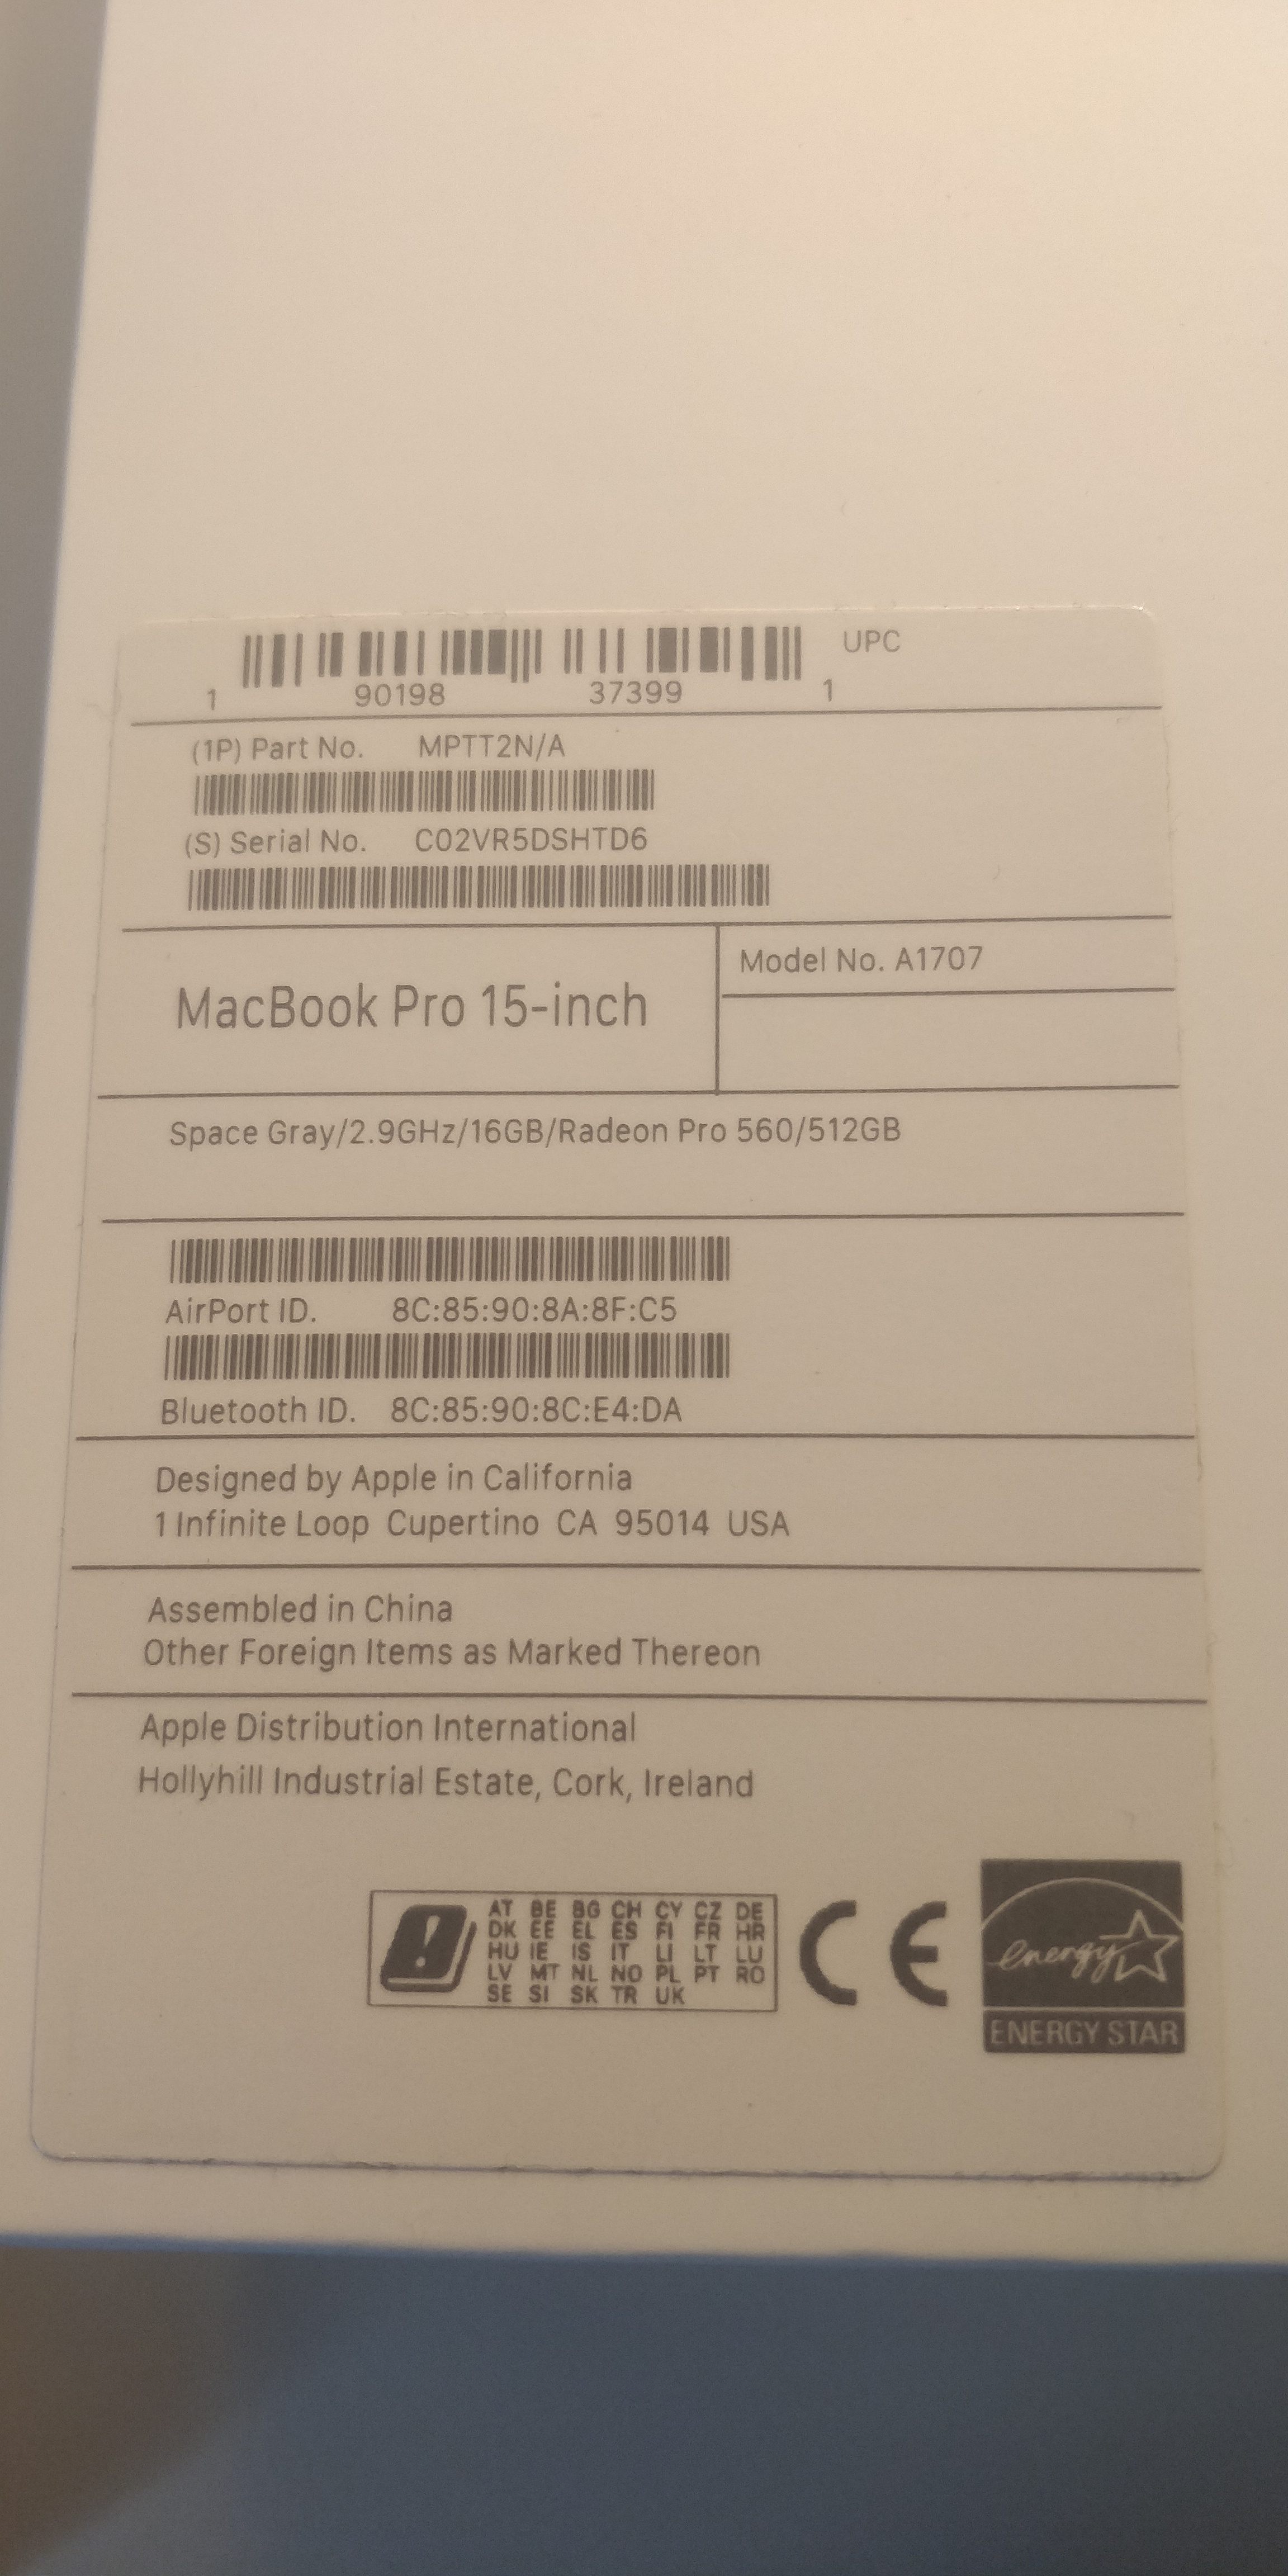 UPC
1 90198 37399 1
(1P) Part No. MPTT2N/A
(S) Serial No. C02VR5DSHTD6
MacBook Pro 15-inch
Model No. A1707
Space Gray/2.9GHz/16GB/Radeon Pro 560/512GB
AirPort ID. 8C:85:90:8A:8F:C5
Bluetooth ID. 8C:85:90:8C:E4:DA
Designed by Apple in California
1 Infinite Loop Cupertino CA 95014 USA
Assembled in China
Other Foreign Items as Marked Thereon
Apple Distribution International
Hollyhill Industrial Estate, Cork, Ireland
AT BE BG CH CY CZ DE
DK EE EL ES FI FR HR
HU IE IS IT LI LT LU
LV MT NL NO PL PT RO
SE SI SK TR UK
CE
energy
ENERGY STAR